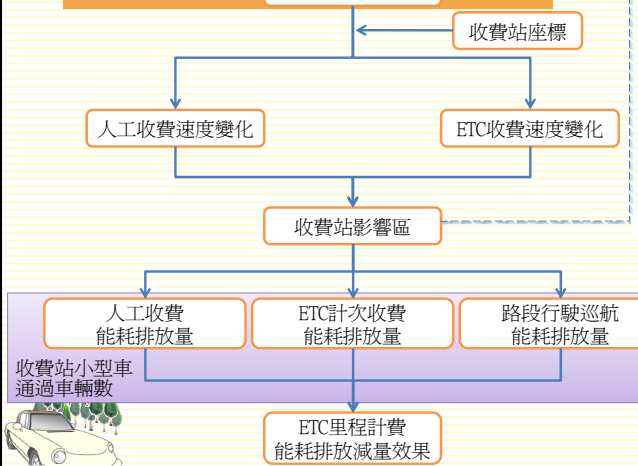 收費站座標
人工收費速度變化
ETC收費速度變化
收費站影響區
人工收費
能耗排放量
ETC計次收費
能耗排放量
路段行駛巡航
能耗排放量
收費站小型車
通過車輛數
ETC里程計費
能耗排放減量效果